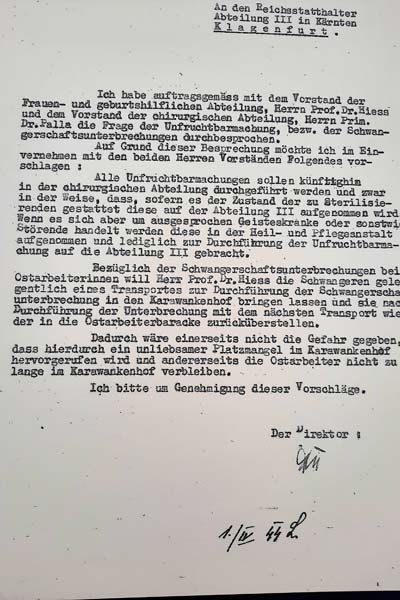 An den Reichsstatthalter
Abteilung III in Kärnten
Klagenfurt.
Ich habe auftragsgemäss mit dem Vorstand der
Frauen- und geburtshilflichen Abteilung, Herrn Prof.Dr.Hiess
und dem Vorstand der chirurgischen Abteilung, Herrn Prim.
Dr.Palla die Frage der Unfruchtbarmachung, bezw. der Schwan-
gerschaftsunterbrechungen durchbesprochen.
Auf Grund dieser Besprechung möchte ich im Ein-
vernehmen mit den beiden Herren Vorständen Folgendes vor-
schlagen :
Alle Unfruchtbarmachungen sollen künftighin
in der chirurgischen Abteilung durchgeführt werden und zwar
in der Weise, dass, sofern es der Zustand der zu Sterilisie-
renden gestattet diese auf der Abteilung III aufgenommen wird
Wenn es sich aber um ausgesprochen Geisteskranke oder sonstwie
Störende handelt werden diese in der Heil- und Pflegeanstalt
aufgenommen und lediglich zur Durchführung der Unfruchtbarma-
chung auf die Abteilung III gebracht.
Bezüglich der Schwangerschaftsunterbrechungen bei
Ostarbeiterinnen will Herr Prof.Dr.Hiess die Schwangeren gele
gentlich eines Transportes zur Durchführung der Schwangerscha
unterbrechung in den Karawankenhof bringen lassen und sie nac
Durchführung der Unterbrechung mit dem nächsten Transport wie
der in die Ostarbeiterbaracke zurücküberstellen.
Dadurch wäre einerseits nicht die Gefahr gegeben,
dass hierdurch ein unliebsamer Platzmangel im Karawankenhof
hervorgerufen wird und andererseits die Ostarbeiter nicht zu
lange im Karawankenhof verbleiben.
Ich bitte um Genehmigung dieser Vorschläge.
Der Direktor :
1./IV 44